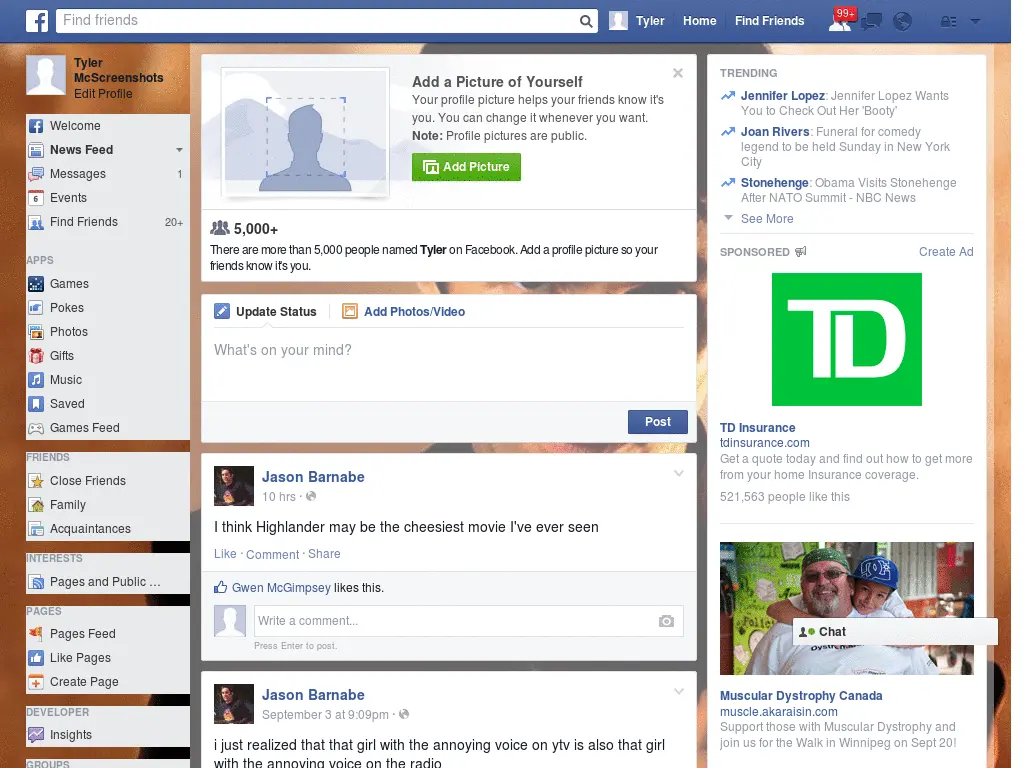 Find friends
Tyler
Home
Find Friends
99+
Tyler
McScreenshots
Edit Profile
Welcome
News Feed
Messages 1
6 Events
Find Friends 20+
APPS
Games
Pokes
Photos
Gifts
Music
Saved
Games Feed
FRIENDS
Close Friends
Family
Acquaintances
INTERESTS
Pages and Public ...
PAGES
Pages Feed
Like Pages
Create Page
DEVELOPER
Insights
GROUPS
Add a Picture of Yourself
Your profile picture helps your friends know it's
you. You can change it whenever you want.
Note: Profile pictures are public.
Add Picture
5,000+
There are more than 5,000 people named Tyler on Facebook. Add a profile picture so your
friends know it's you.
Update Status
Add Photos/Video
What's on your mind?
Post
Jason Barnabe
10 hrs ·
I think Highlander may be the cheesiest movie I've ever seen
Like · Comment · Share
Gwen McGimpsey likes this.
Write a comment...
Press Enter to post.
Jason Barnabe
September 3 at 9:09pm ·
i just realized that that girl with the annoying voice on ytv is also that girl
with the annoying voice on the radio
TRENDING
Jennifer Lopez: Jennifer Lopez Wants
You to Check Out Her 'Booty'
Joan Rivers: Funeral for comedy
legend to be held Sunday in New York
City
Stonehenge: Obama Visits Stonehenge
After NATO Summit - NBC News
See More
SPONSORED
Create Ad
TD
TD Insurance
tdinsurance.com
Get a quote today and find out how to get more
from your home Insurance coverage.
521,563 people like this
Chat
Muscular Dystrophy Canada
muscle.akaraisin.com
Support those with Muscular Dystrophy and
join us for the Walk in Winnipeg on Sept 20!